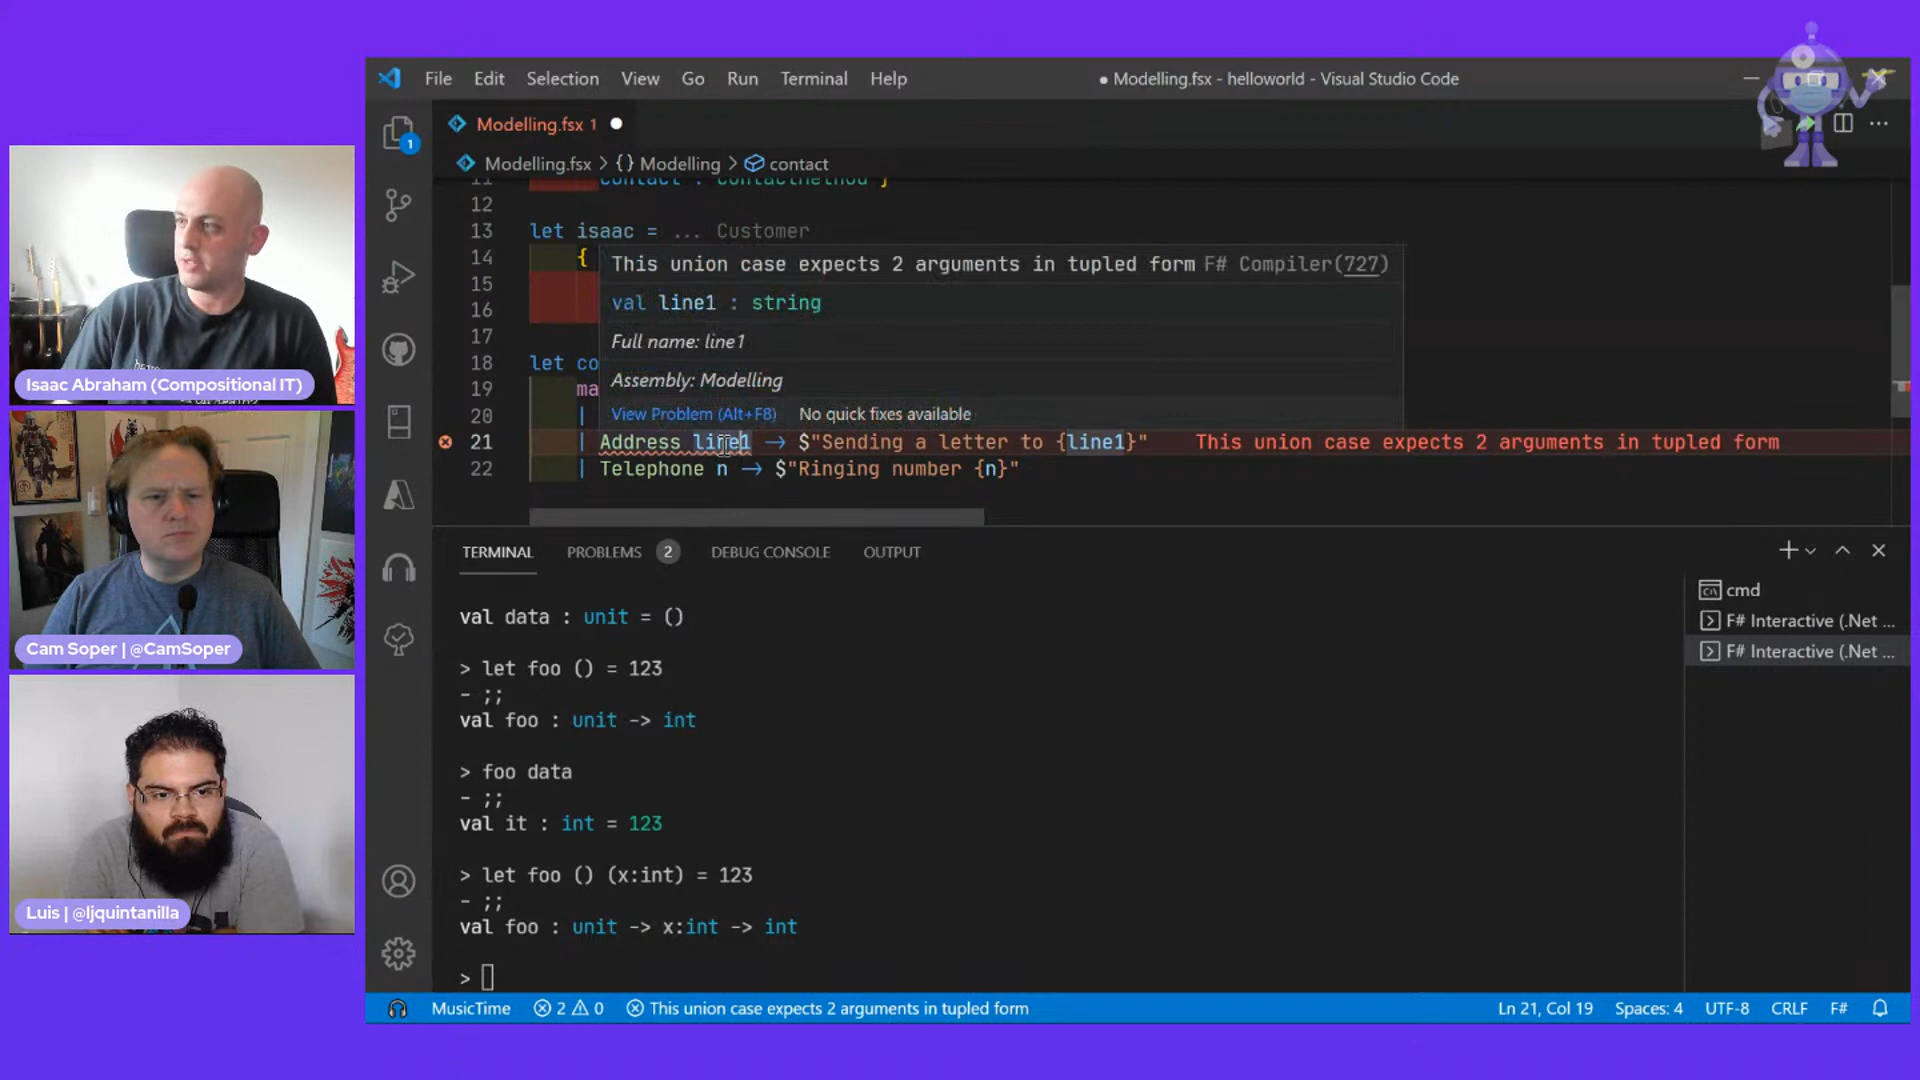 File Edit Selection View Go Run Terminal Help
● Modelling.fsx - helloworld - Visual Studio Code
Modelling.fsx 1
1
Modelling.fsx > {} Modelling > contact
11 contact : ContactMethod }
12
13 let isaac = ... Customer
14 {
15
16
17
18 let co
19 ma
20 |
21 | Address line1 → $"Sending a letter to {line1}" This union case expects 2 arguments in tupled form
22 | Telephone n → $"Ringing number {n}"
This union case expects 2 arguments in tupled form F# Compiler(727)
val line1 : string
Full name: line1
Assembly: Modelling
View Problem (Alt+F8) No quick fixes available
TERMINAL PROBLEMS 2 DEBUG CONSOLE OUTPUT
val data : unit = ()
> let foo () = 123
- ;;
val foo : unit -> int
> foo data
- ;;
val it : int = 123
> let foo () (x:int) = 123
- ;;
val foo : unit -> x:int -> int
>
cmd
F# Interactive (.Net ...
F# Interactive (.Net ...
MusicTime 2 0 This union case expects 2 arguments in tupled form
Ln 21, Col 19 Spaces: 4 UTF-8 CRLF F#
Isaac Abraham (Compositional IT)
Cam Soper | @CamSoper
Luis | @ljquintanilla